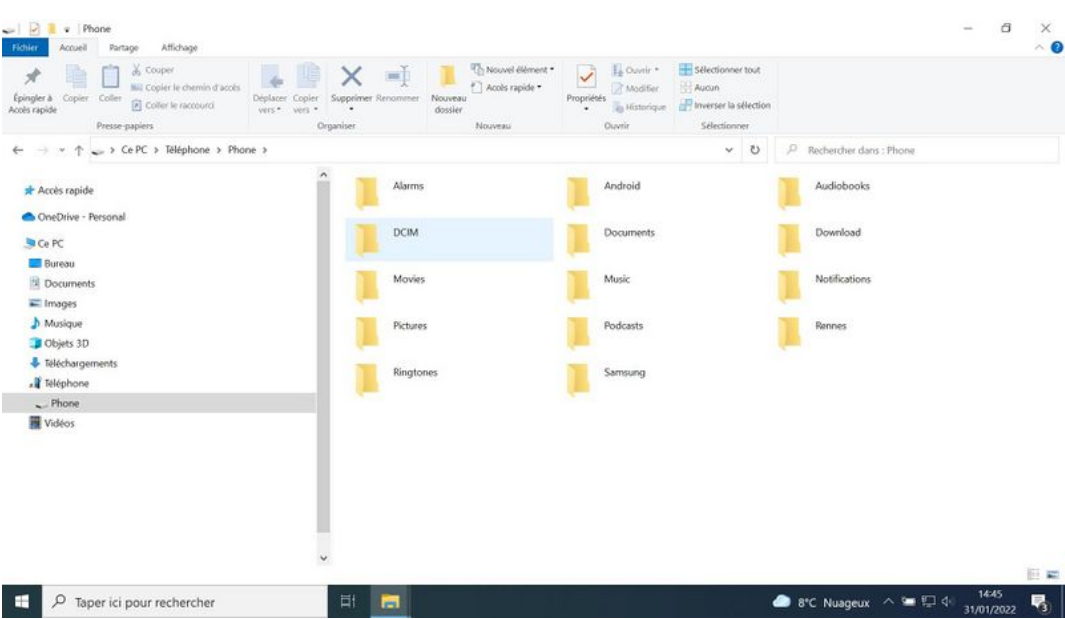 Phone
Fichier Accueil Partage Affichage
Épingler à
Accès rapide
Copier
Coller
Couper
Copier le chemin d'accès
Coller le raccourci
Presse-papiers
Déplacer
vers
Copier
vers
Supprimer
Renommer
Organiser
Nouveau
dossier
Nouvel élément
Accès rapide
Nouveau
Propriétés
Ouvrir
Modifier
Historique
Ouvrir
Sélectionner tout
Aucun
Inverser la sélection
Sélectionner
Ce PC > Téléphone > Phone >
Rechercher dans : Phone
Accès rapide
OneDrive - Personal
Ce PC
Bureau
Documents
Images
Musique
Objets 3D
Téléchargements
Téléphone
Phone
Vidéos
Alarms Android Audiobooks
DCIM Documents Download
Movies Music Notifications
Pictures Podcasts Rennes
Ringtones Samsung
Taper ici pour rechercher
8°C Nuageux
14:45
31/01/2022
3